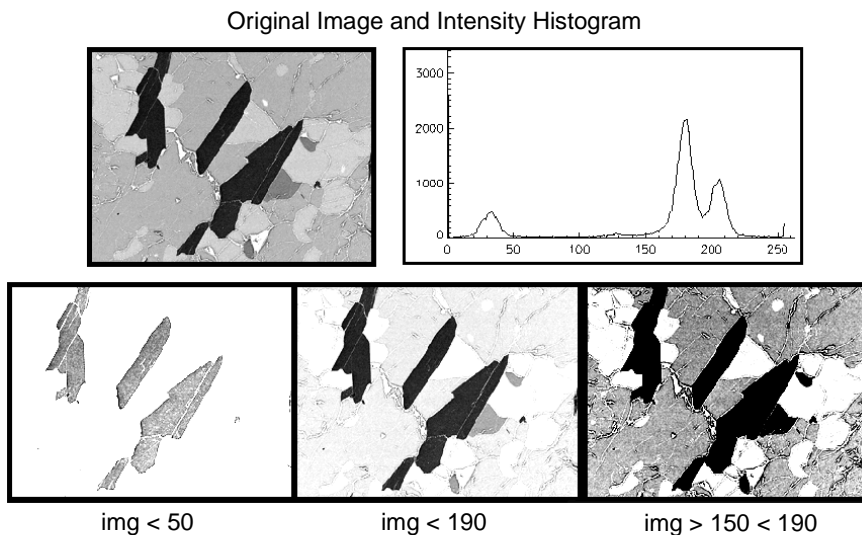 Original Image and Intensity Histogram
3000
2000
1000
0
0 50 100 150 200 250
img < 50
img < 190
img > 150 < 190